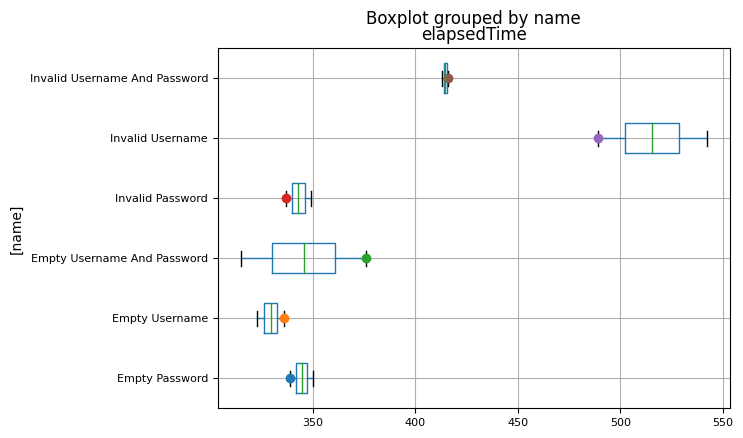 Boxplot grouped by name
elapsedTime
Invalid Username And Password
Invalid Username
Invalid Password
[name]
Empty Username And Password
Empty Username
Empty Password
350 400 450 500 550